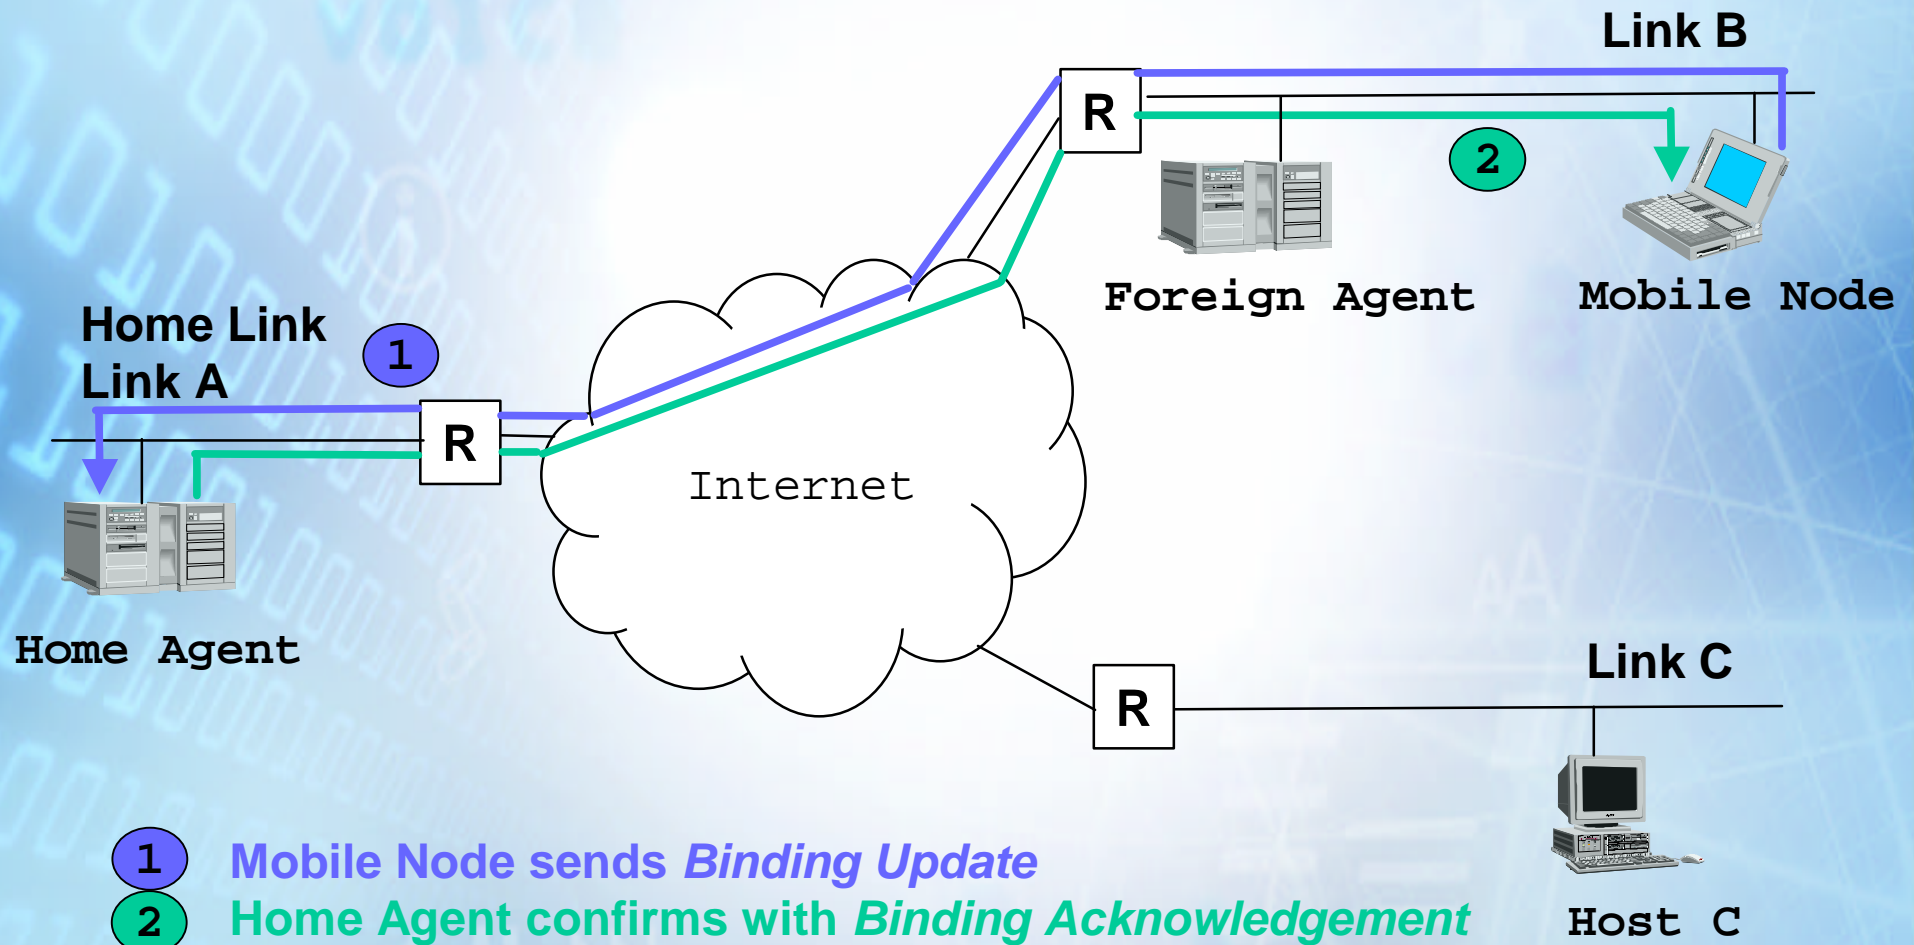 Link B
R
2
Foreign Agent
Mobile Node
Home Link
Link A
1
R
Internet
Home Agent
Link C
R
Host C
1 Mobile Node sends Binding Update
2 Home Agent confirms with Binding Acknowledgement